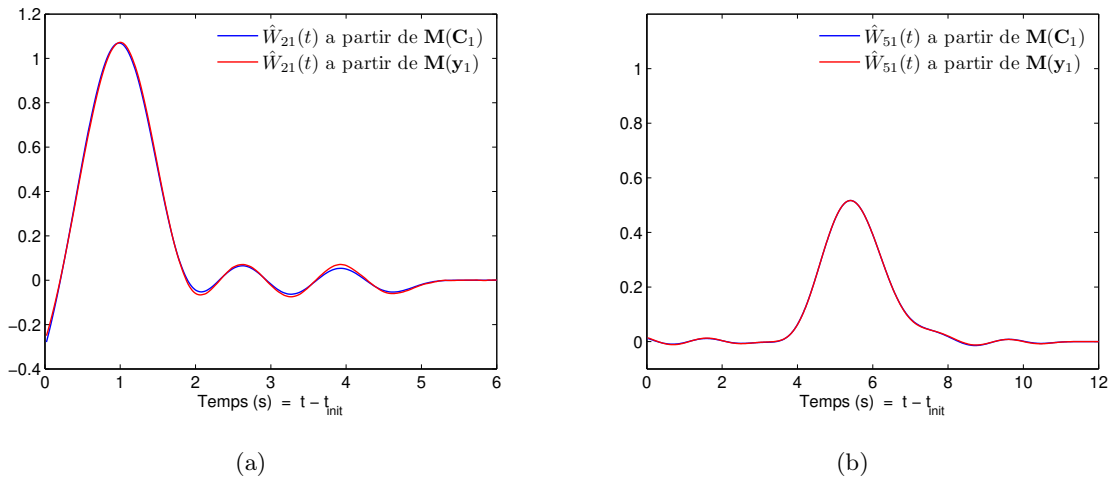 1.2
1
0.8
0.6
0.4
0.2
0
−0.2
−0.4
0 1 2 3 4 5 6
Temps (s) = t − t_init
Ŵ₂₁(t) a partir de M(C₁)
Ŵ₂₁(t) a partir de M(y₁)
(a)
1
0.8
0.6
0.4
0.2
0
0 2 4 6 8 10 12
Temps (s) = t − t_init
Ŵ₅₁(t) a partir de M(C₁)
Ŵ₅₁(t) a partir de M(y₁)
(b)